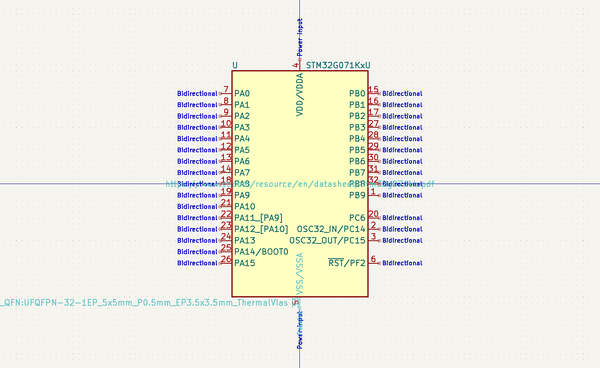 Power input
4
U STM32G071KxU
VDD/VDDA
Bidirectional 7 PA0 PB0 15 Bidirectional
Bidirectional 8 PA1 PB1 16 Bidirectional
Bidirectional 9 PA2 PB2 17 Bidirectional
Bidirectional 10 PA3 PB3 27 Bidirectional
Bidirectional 11 PA4 PB4 28 Bidirectional
Bidirectional 12 PA5 PB5 29 Bidirectional
Bidirectional 13 PA6 PB6 30 Bidirectional
Bidirectional 14 PA7 PB7 31 Bidirectional
Bidirectional 18 PA8 PB8 32 Bidirectional
Bidirectional 19 PA9 PB9 1 Bidirectional
Bidirectional 21 PA10
Bidirectional 22 PA11_[PA9] PC6 20 Bidirectional
Bidirectional 23 PA12_[PA10] OSC32_IN/PC14 2 Bidirectional
Bidirectional 24 PA13 OSC32_OUT/PC15 3 Bidirectional
Bidirectional 25 PA14/BOOT0
Bidirectional 26 PA15 RST/PF2 6 Bidirectional
VSS/VSSA
_QFN:UFQFPN-32-1EP_5x5mm_P0.5mm_EP3.5x3.5mm_ThermalVias
5
Power input